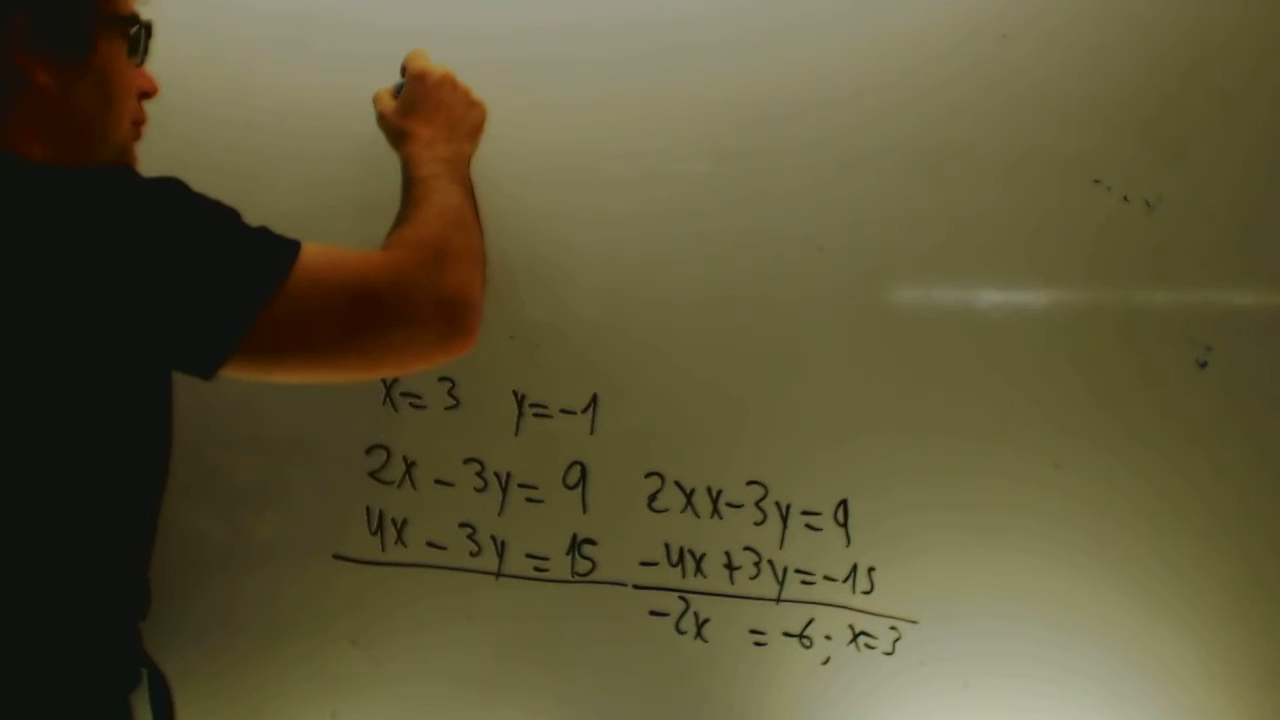 x=3 y=-1
2x-3y=9 2xx-3y=9
4x-3y=15 -4x+3y=-15
-2x =-6; x=3